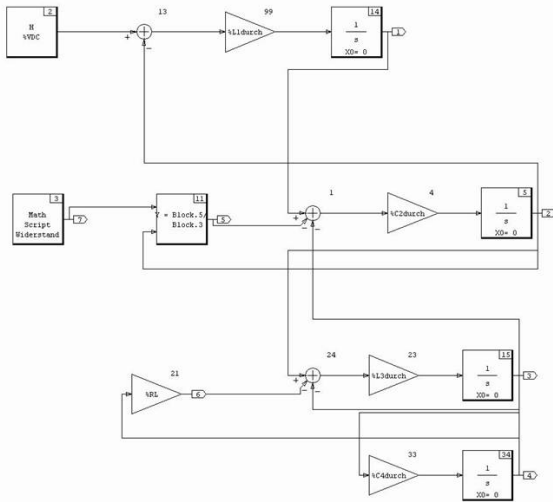 13
99
2
H
%VDC
+
−
%L1durch
14
1
s
X0= 0
1
3
Math
Script
Widerstand
7
11
Y = Block.5/
Block.3
5
1
+
−
−
4
%C2durch
5
1
s
X0= 0
2
21
%RL
6
24
+
−
−
23
%L3durch
15
1
s
X0= 0
3
33
%C4durch
34
1
s
X0= 0
4